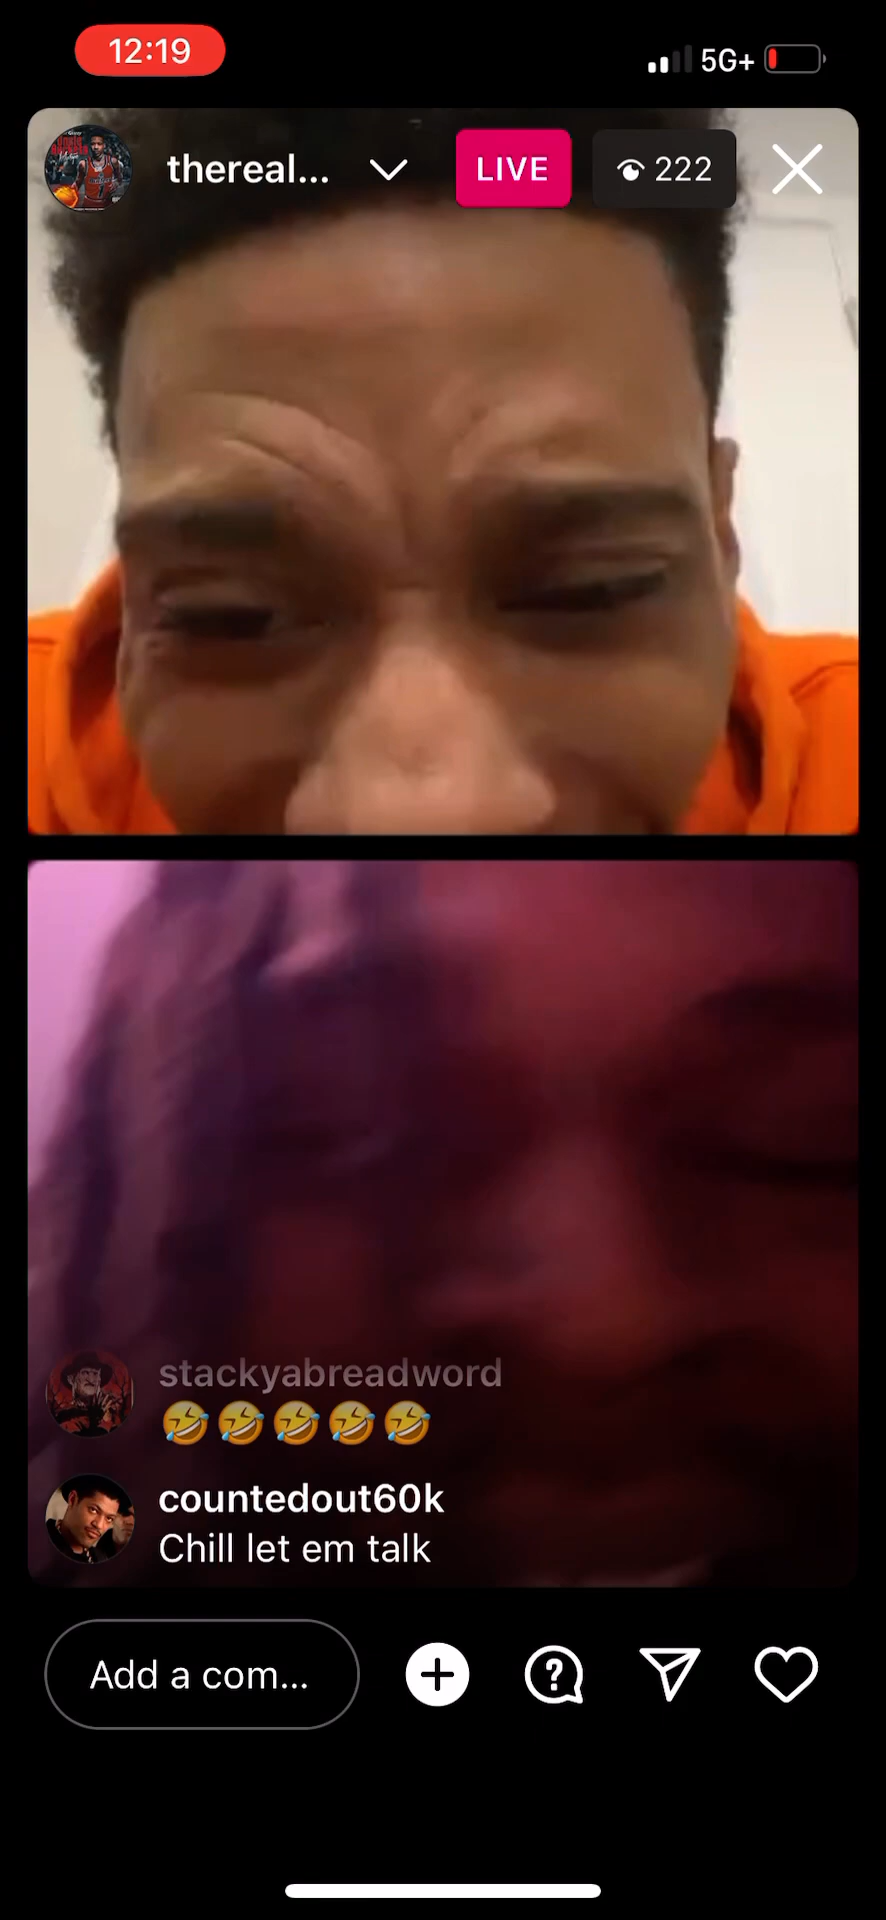 12:19
5G+
thereal...
LIVE
222
stackyabreadword
🤣🤣🤣🤣🤣
countedout60k
Chill let em talk
Add a com...